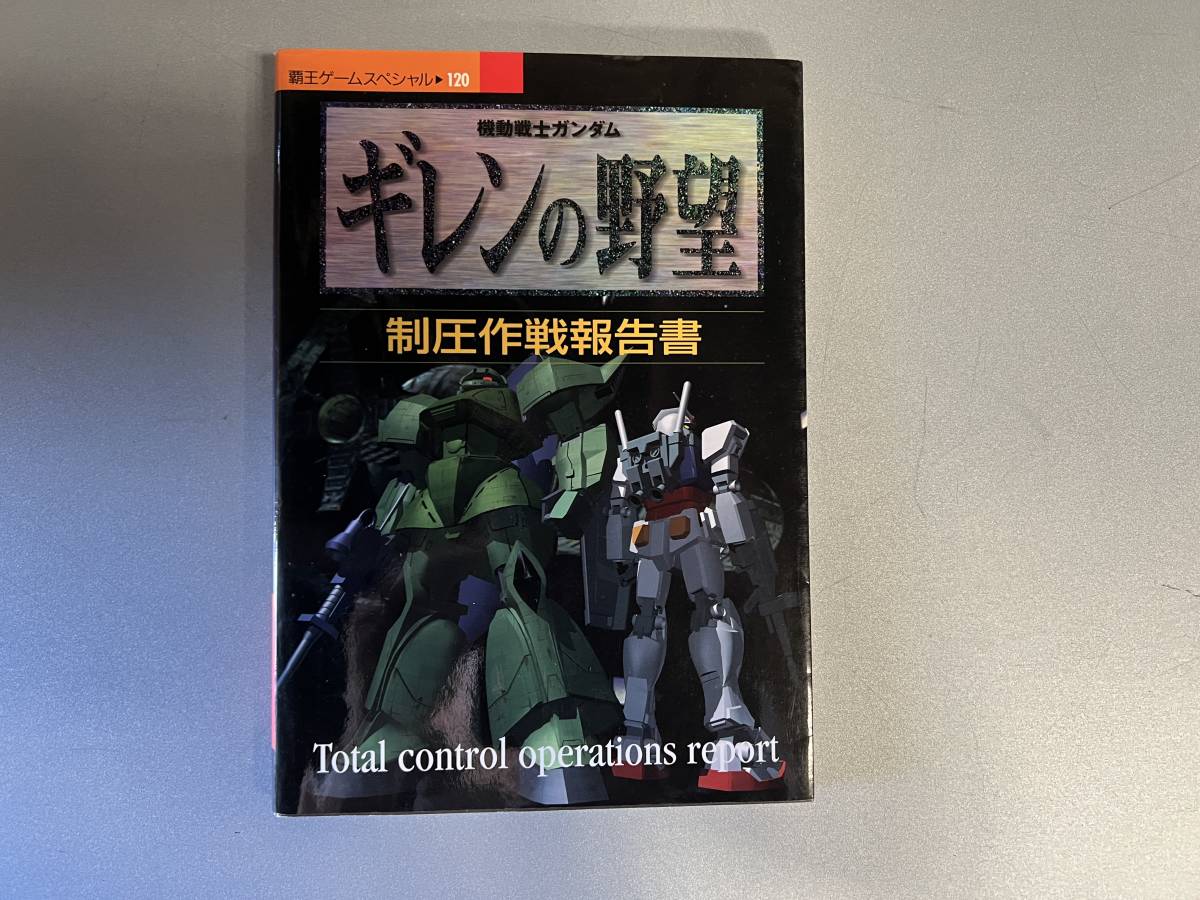 覇王ゲームスペシャル▶120
機動戦士ガンダム
ギレンの野望
制圧作戦報告書
Total control operations report